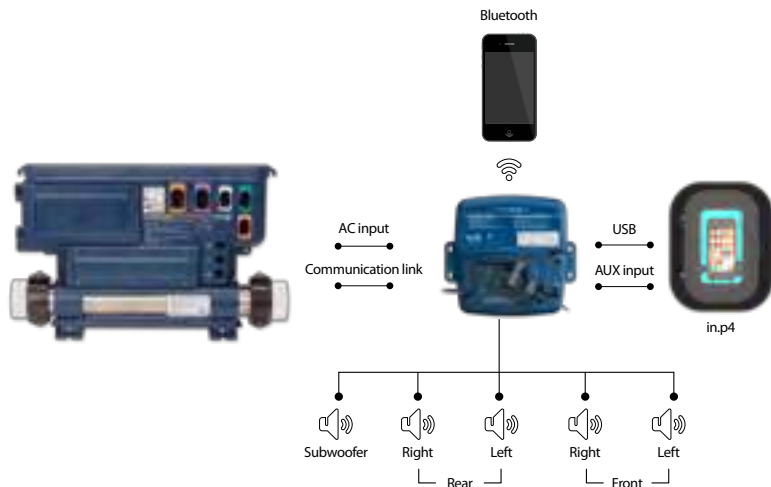 Bluetooth
AC input
Communication link
USB
AUX input
in.p4
Subwoofer
Right
Left
Right
Left
Rear
Front